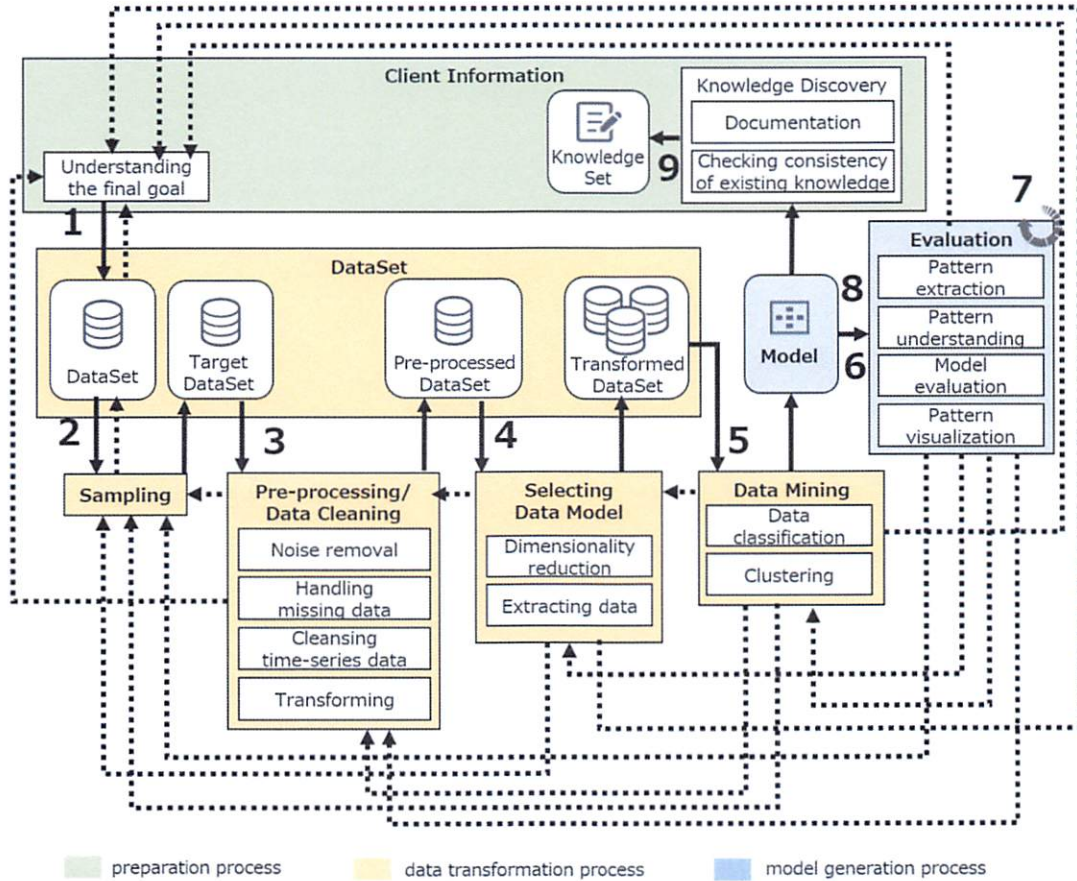 Client Information
Knowledge Discovery
Documentation
Checking consistency
of existing knowledge
Knowledge
Set
9
Understanding
the final goal
1
7
DataSet
DataSet
Target
DataSet
Pre-processed
DataSet
Transformed
DataSet
Model
8
6
Evaluation
Pattern
extraction
Pattern
understanding
Model
evaluation
Pattern
visualization
2
3
4
5
Sampling
Pre-processing/
Data Cleaning
Noise removal
Handling
missing data
Cleansing
time-series data
Transforming
Selecting
Data Model
Dimensionality
reduction
Extracting data
Data Mining
Data
classification
Clustering
preparation process
data transformation process
model generation process